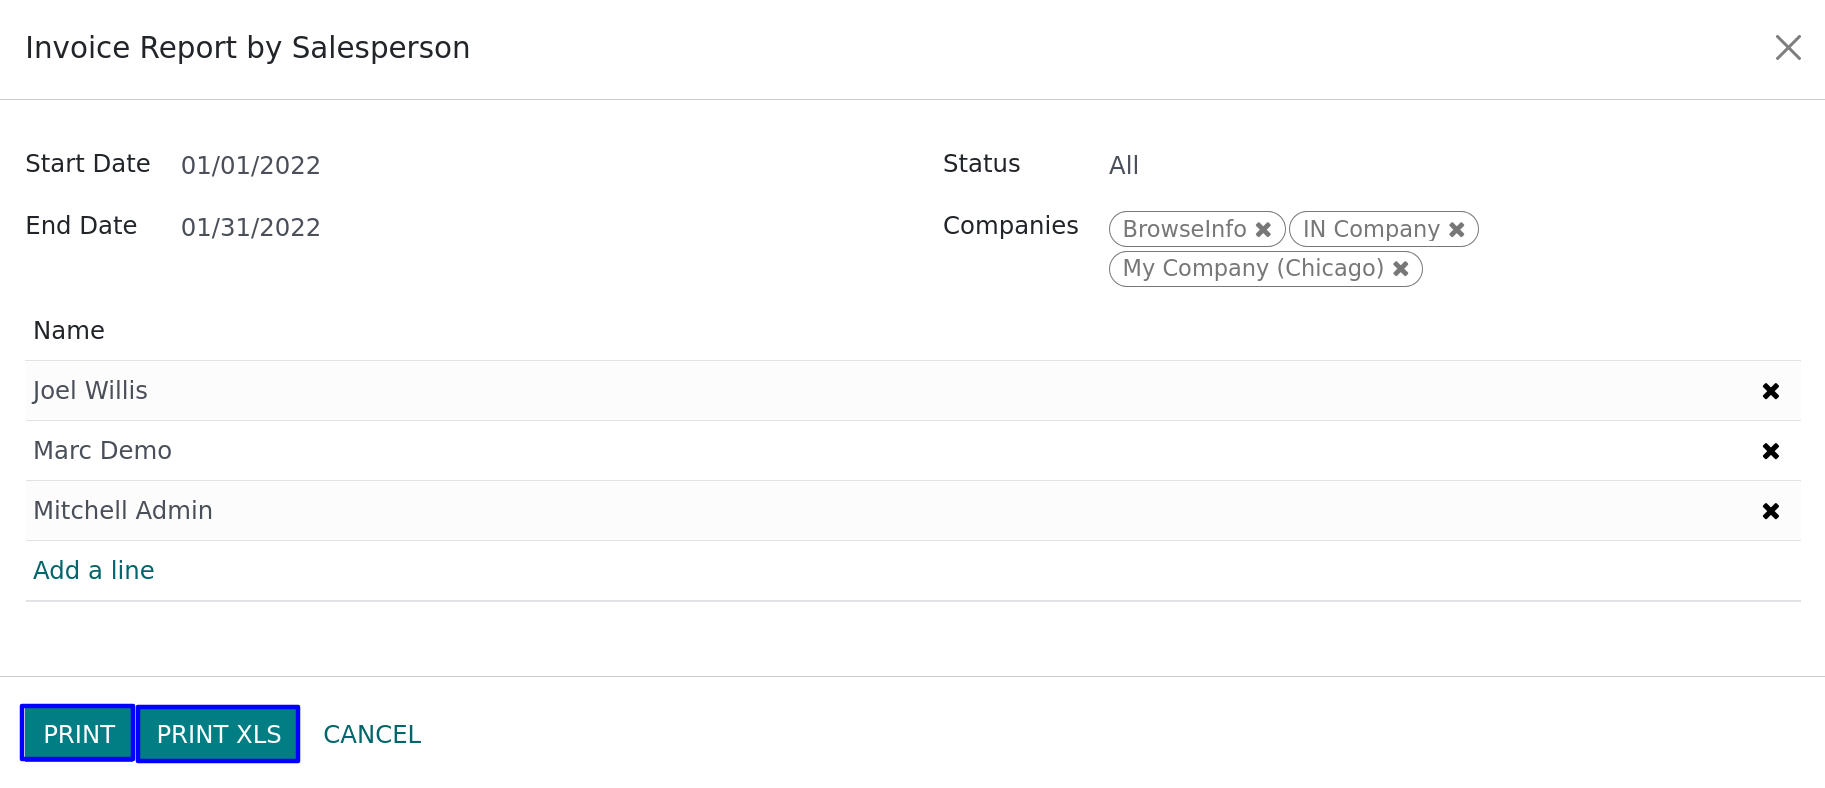 Invoice Report by Salesperson
Start Date 01/01/2022
End Date 01/31/2022
Status All
Companies BrowseInfo IN Company
My Company (Chicago)
Name
Joel Willis
Marc Demo
Mitchell Admin
Add a line
PRINT PRINT XLS CANCEL